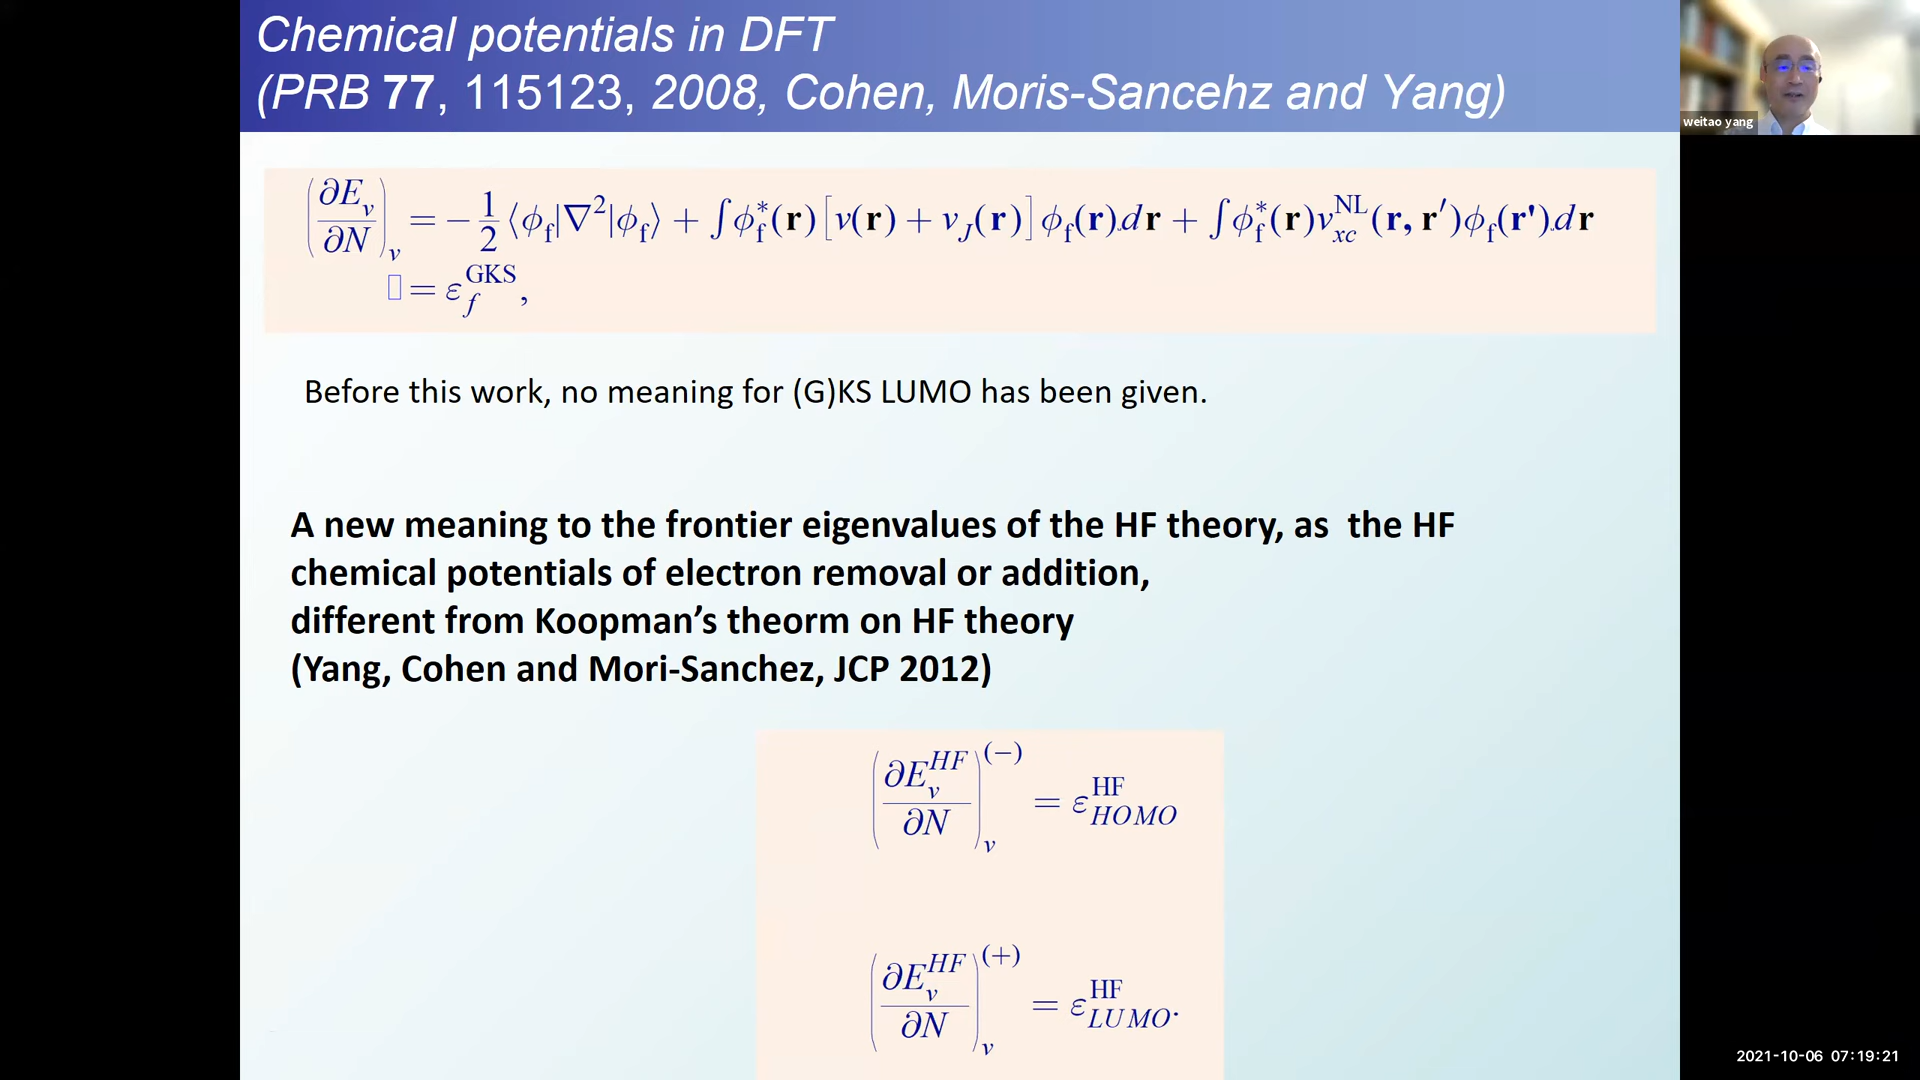 Chemical potentials in DFT
(PRB 77, 115123, 2008, Cohen, Moris-Sancehz and Yang)
weitao yang
(∂E_v/∂N)_v = −1/2⟨ϕ_f|∇²|ϕ_f⟩ + ∫ϕ_f*(r)[v(r) + v_J(r)]ϕ_f(r)dr + ∫ϕ_f*(r)v_xc^NL(r, r′)ϕ_f(r')dr
= ε_f^GKS,
Before this work, no meaning for (G)KS LUMO has been given.
A new meaning to the frontier eigenvalues of the HF theory, as the HF
chemical potentials of electron removal or addition,
different from Koopman’s theorm on HF theory
(Yang, Cohen and Mori-Sanchez, JCP 2012)
(∂E_v^HF/∂N)_v^(−) = ε_HOMO^HF
(∂E_v^HF/∂N)_v^(+) = ε_LUMO^HF.
2021-10-06 07:19:21